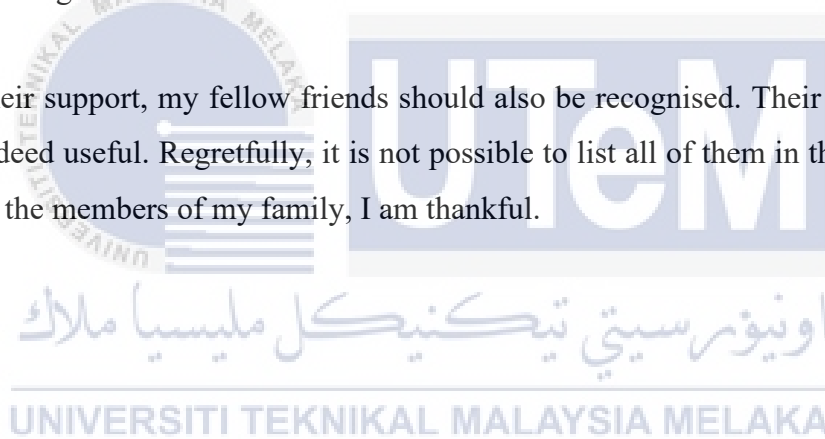 eir support, my fellow friends should also be recognised. Their
deed useful. Regretfully, it is not possible to list all of them in th
the members of my family, I am thankful.
UTeM
اونيۏرسيتي تيكنيكل مليسيا ملاك
UNIVERSITI TEKNIKAL MALAYSIA MELAKA